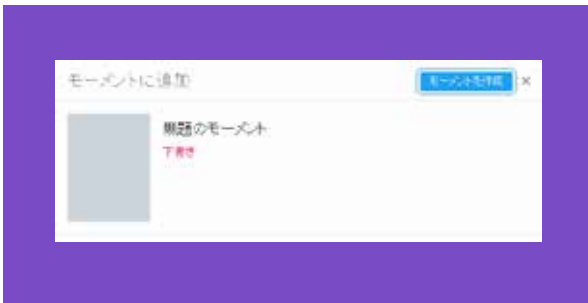 モーメントに追加
モーメントを作成 ×
無題のモーメント
下書き